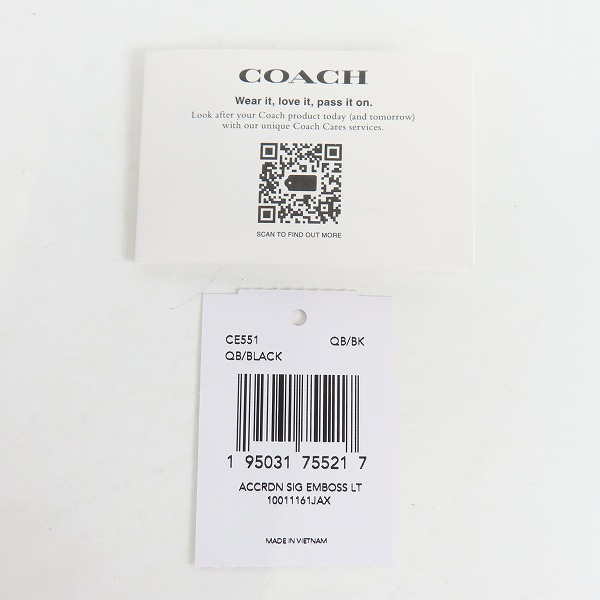 COACH
Wear it, love it, pass it on.
Look after your Coach product today (and tomorrow)
with our unique Coach Cares services.
SCAN TO FIND OUT MORE
CE551 QB/BK
QB/BLACK
1 95031 75521 7
ACCRDN SIG EMBOSS LT
10011161JAX
MADE IN VIETNAM